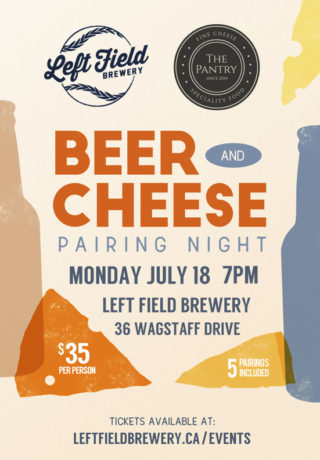 Left Field
BREWERY
FINE CHEESE
THE
PANTRY
SINCE 2014
SPECIALITY FOOD
BEER AND
CHEESE
PAIRING NIGHT
MONDAY JULY 18 7PM
LEFT FIELD BREWERY
36 WAGSTAFF DRIVE
$35
PER PERSON
5 PAIRINGS
INCLUDED
TICKETS AVAILABLE AT:
LEFTFIELDBREWERY.CA/EVENTS